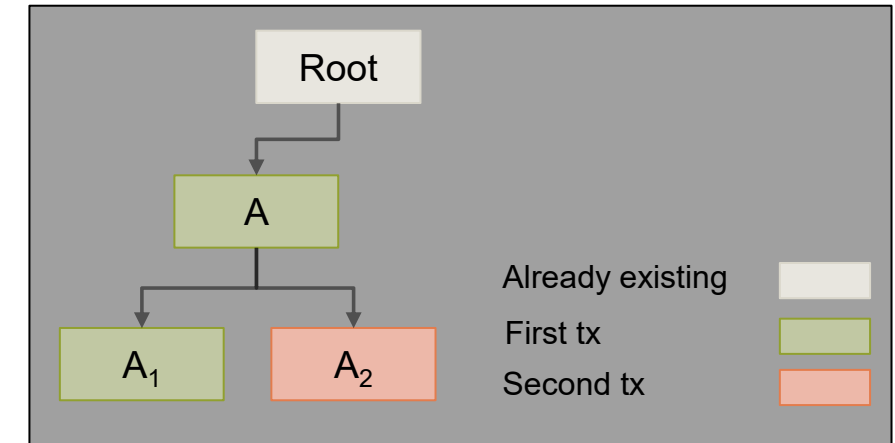 Root
A
A₁
A₂
Already existing
First tx
Second tx